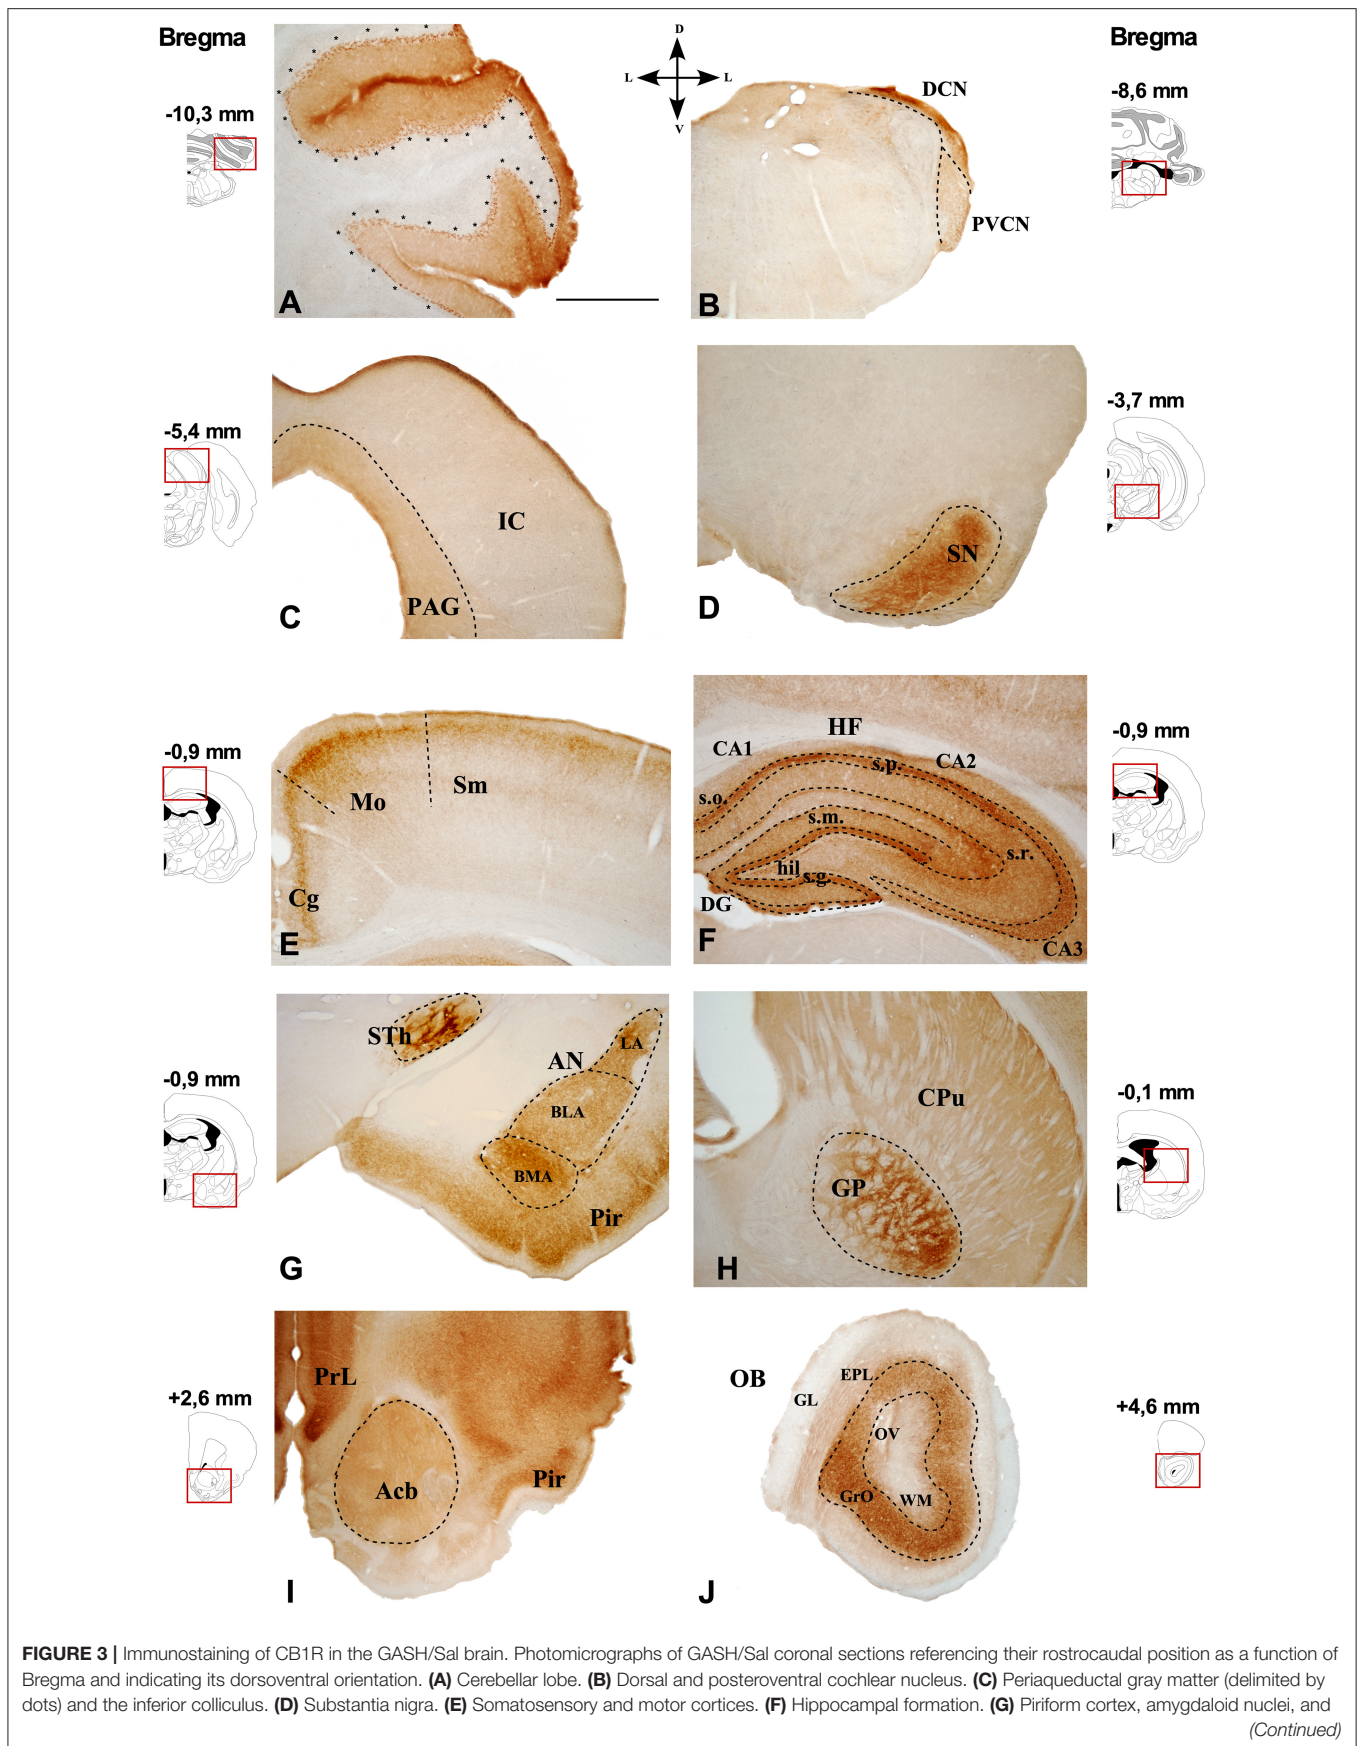 Bregma
Bregma
D
L L
V
-10,3 mm
-8,6 mm
DCN
PVCN
A
B
-5,4 mm
-3,7 mm
IC
PAG
C
SN
D
-0,9 mm
-0,9 mm
Mo
Sm
Cg
E
HF
CA1
CA2
s.p.
s.o.
s.m.
s.r.
hil
s.g.
DG
CA3
F
-0,9 mm
-0,1 mm
STh
AN
LA
BLA
BMA
Pir
G
CPu
GP
H
+2,6 mm
+4,6 mm
PrL
Acb
Pir
I
OB
EPL
GL
OV
GrO
WM
J
FIGURE 3 | Immunostaining of CB1R in the GASH/Sal brain. Photomicrographs of GASH/Sal coronal sections referencing their rostrocaudal position as a function of
Bregma and indicating its dorsoventral orientation. (A) Cerebellar lobe. (B) Dorsal and posteroventral cochlear nucleus. (C) Periaqueductal gray matter (delimited by
dots) and the inferior colliculus. (D) Substantia nigra. (E) Somatosensory and motor cortices. (F) Hippocampal formation. (G) Piriform cortex, amygdaloid nuclei, and
(Continued)